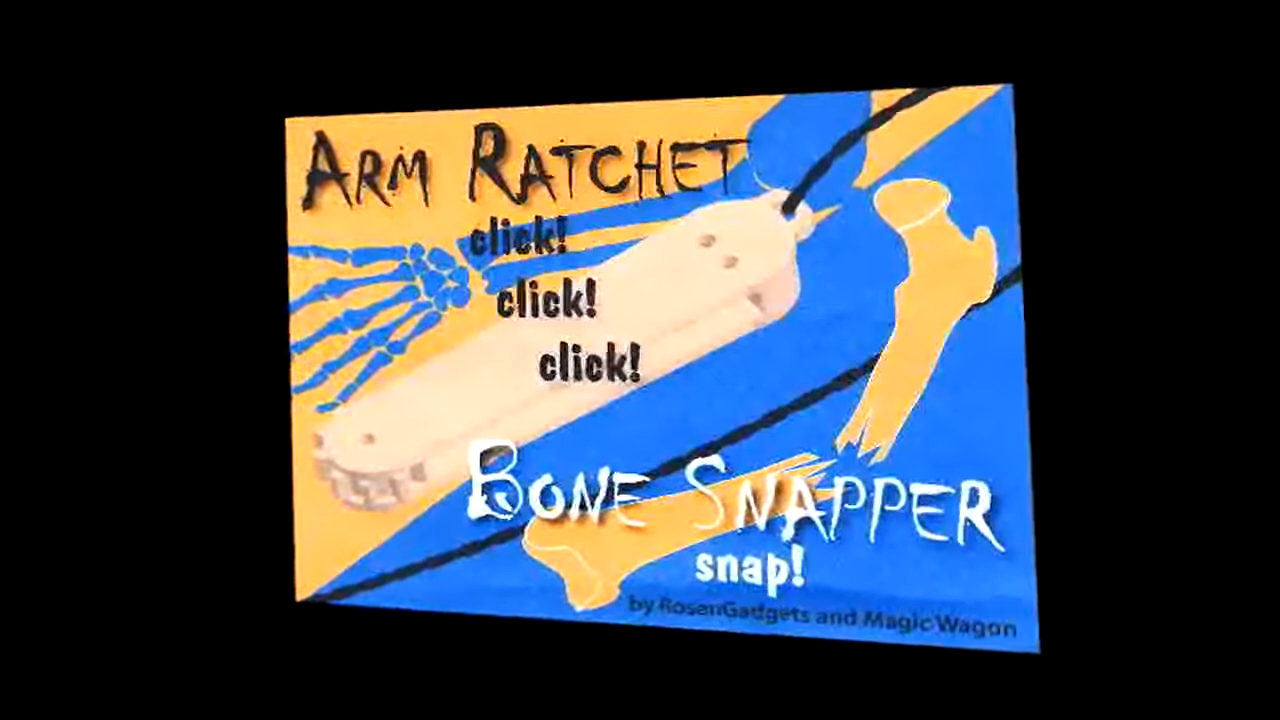 ARM RATCHET
click!
click!
click!
BONE SNAPPER
snap!
by RosenGadgets and Magic Wagon